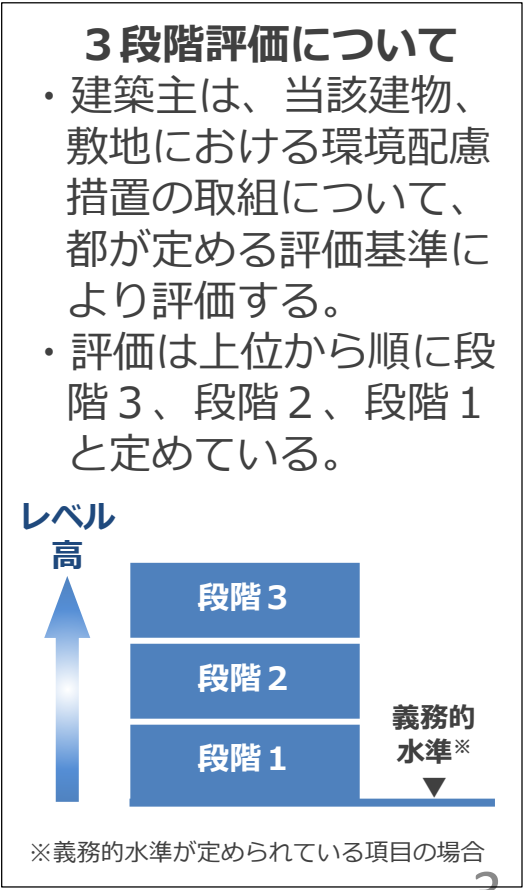 ３段階評価について
・建築主は、当該建物、
敷地における環境配慮
措置の取組について、
都が定める評価基準に
より評価する。
・評価は上位から順に段
階３、段階２、段階１
と定めている。
レベル
高
段階３
段階２
段階１
義務的
水準※
※義務的水準が定められている項目の場合